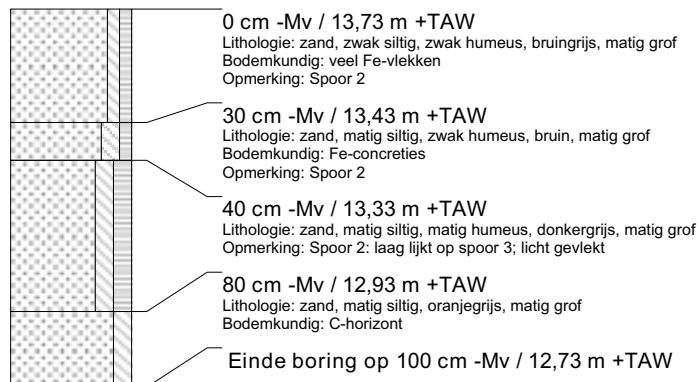 0 cm -Mv / 13,73 m +TAW
Lithologie: zand, zwak siltig, zwak humeus, bruingrijs, matig grof
Bodemkundig: veel Fe-vlekken
Opmerking: Spoor 2
30 cm -Mv / 13,43 m +TAW
Lithologie: zand, matig siltig, zwak humeus, bruin, matig grof
Bodemkundig: Fe-concreties
Opmerking: Spoor 2
40 cm -Mv / 13,33 m +TAW
Lithologie: zand, matig siltig, matig humeus, donkergrijs, matig grof
Opmerking: Spoor 2: laag lijkt op spoor 3; licht gevlekt
80 cm -Mv / 12,93 m +TAW
Lithologie: zand, matig siltig, oranjegrijs, matig grof
Bodemkundig: C-horizont
Einde boring op 100 cm -Mv / 12,73 m +TAW